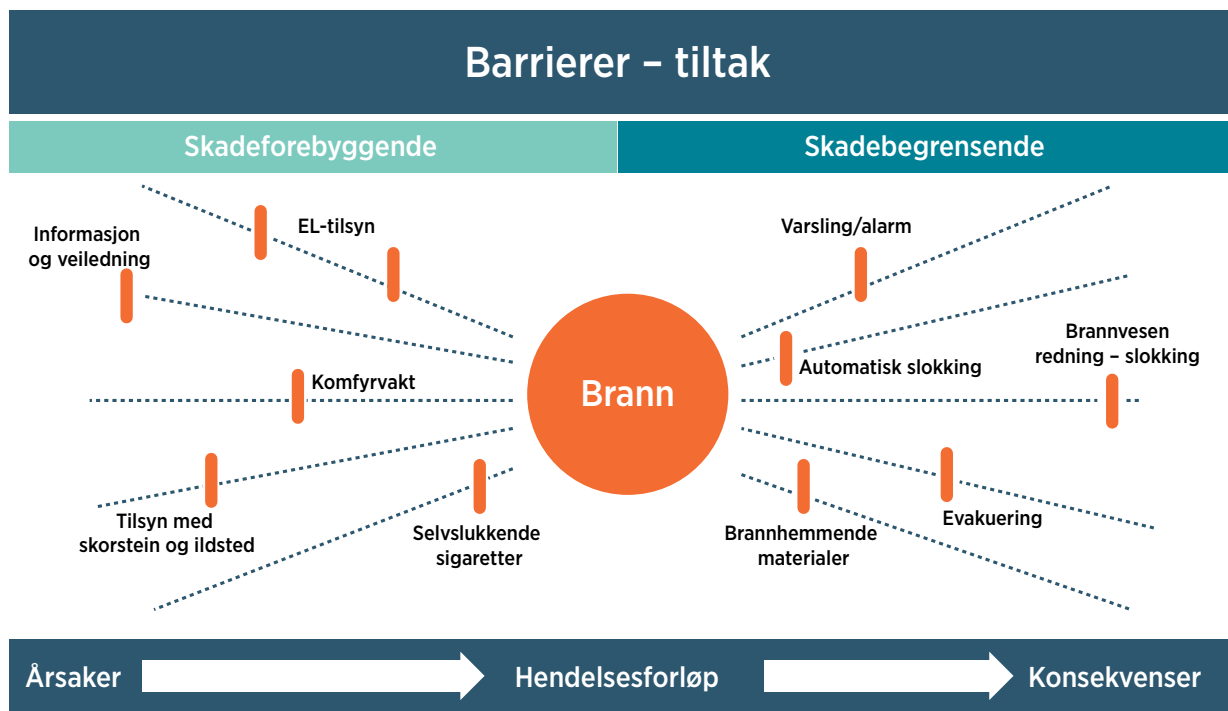 Barrierer – tiltak
Skadeforebyggende
Skadebegrensende
Informasjon
og veiledning
EL-tilsyn
Komfyrvakt
Tilsyn med
skorstein og ildsted
Selvslukkende
sigaretter
Brann
Varsling/alarm
Automatisk slokking
Brannvesen
redning – slokking
Evakuering
Brannhemmende
materialer
Årsaker
Hendelsesforløp
Konsekvenser